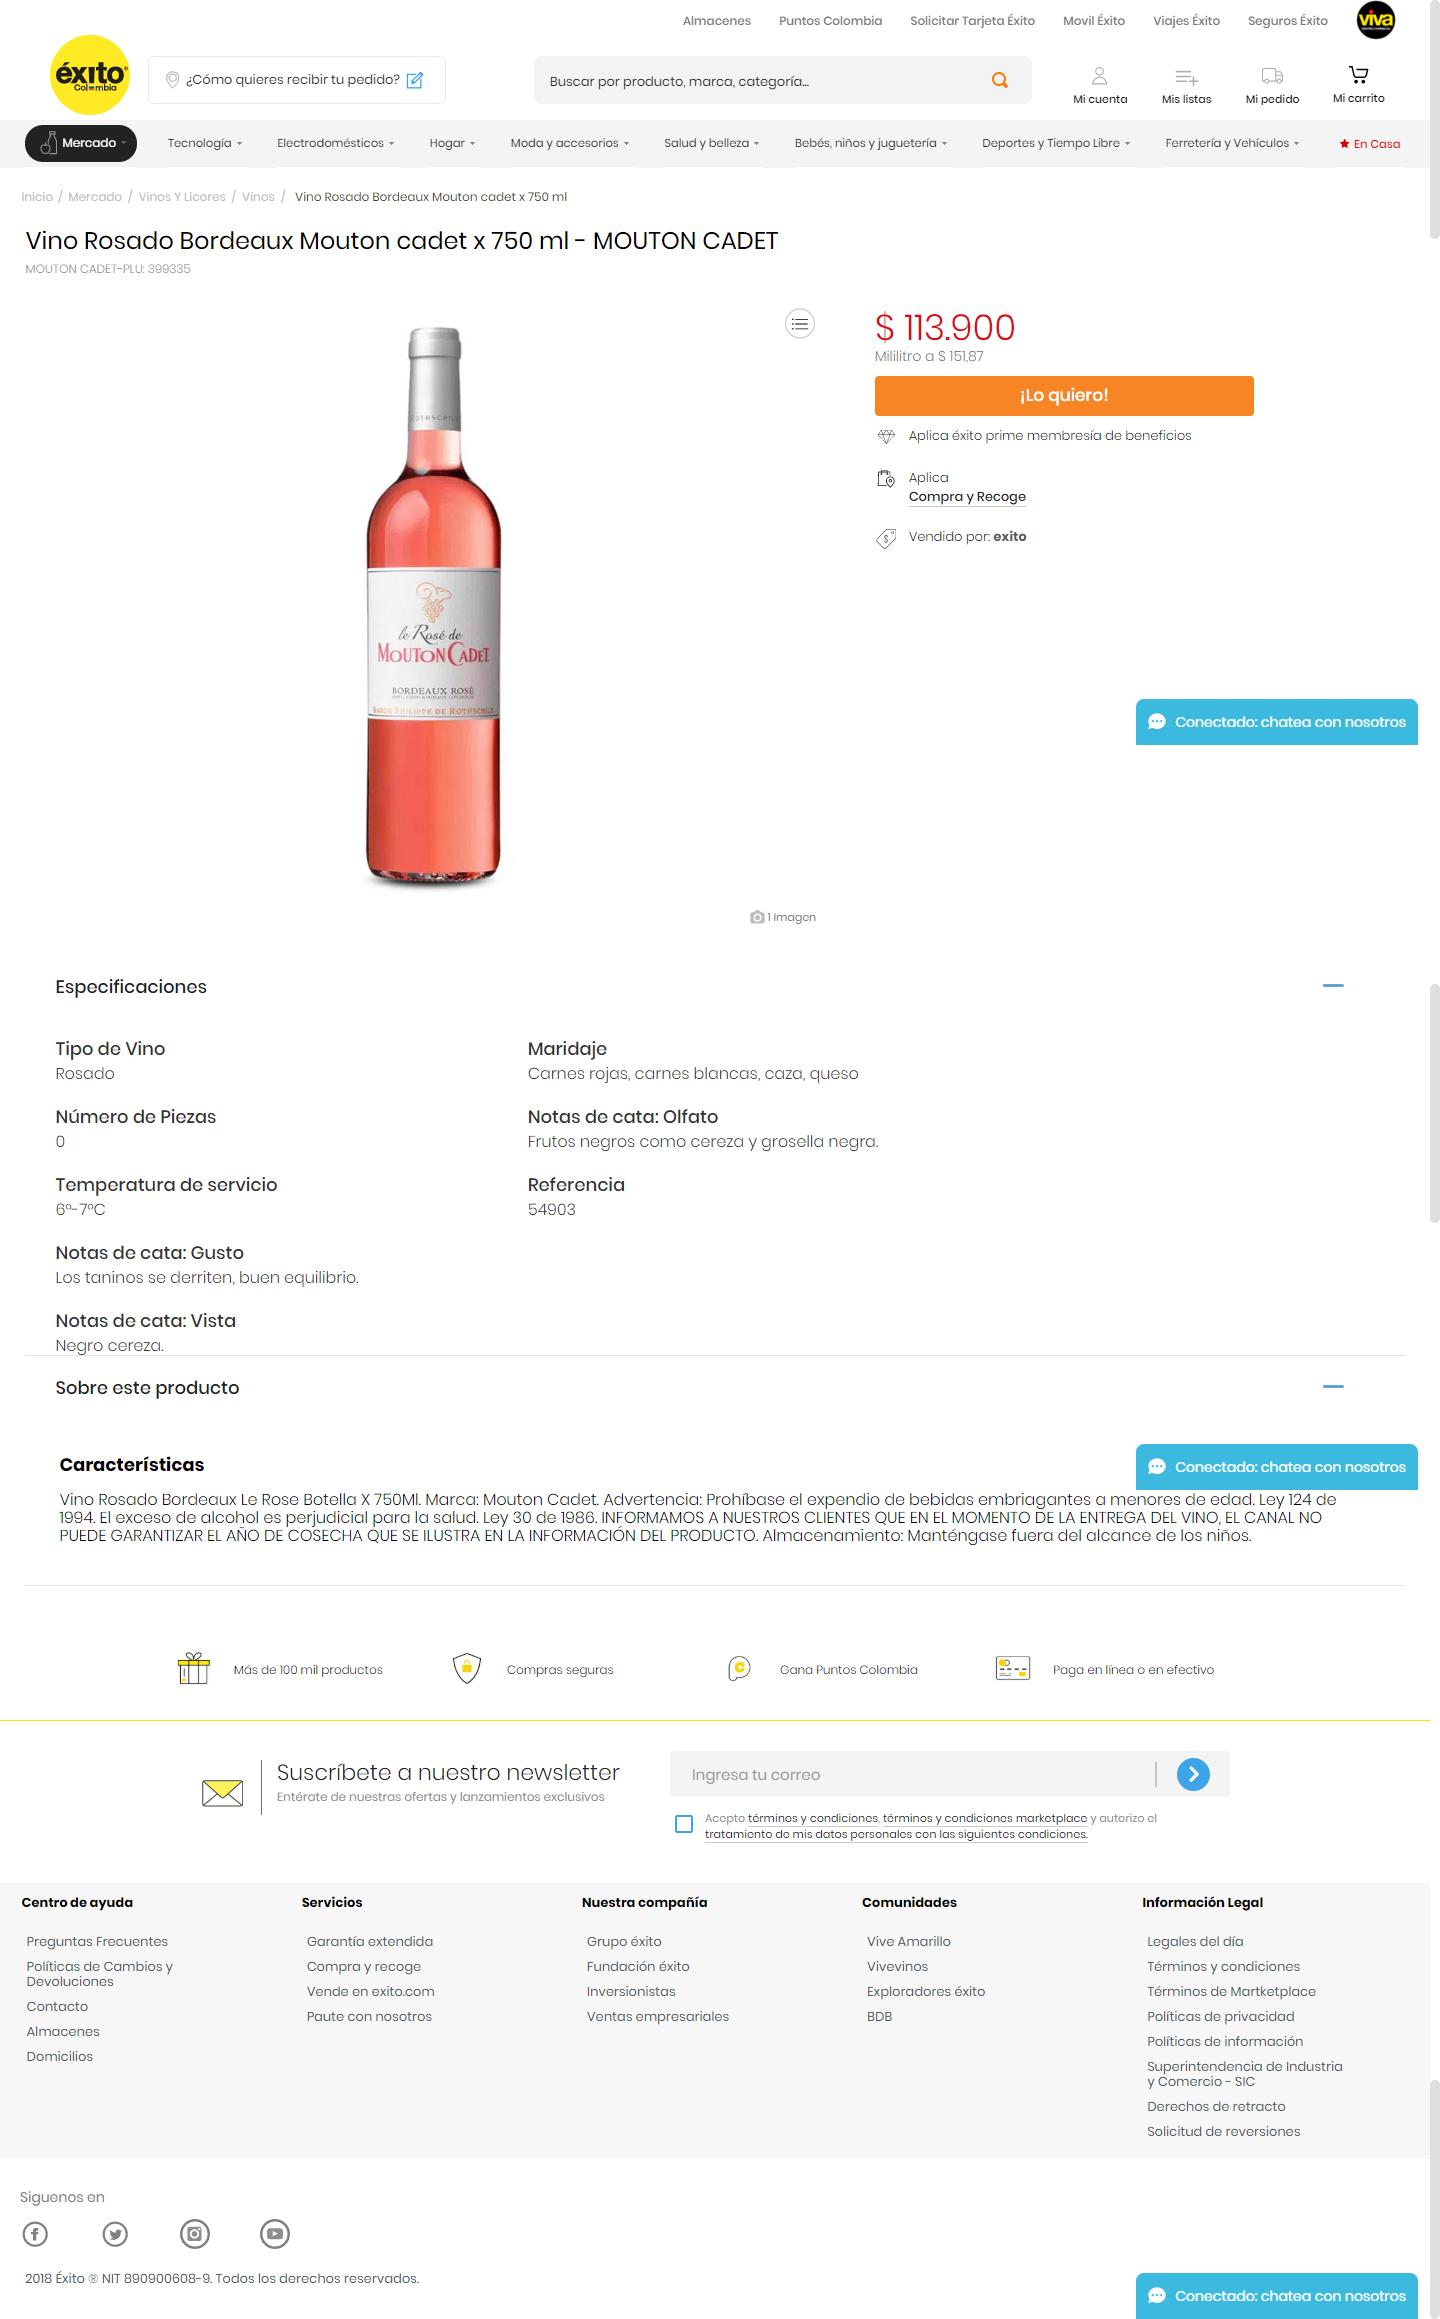 Almacenes Puntos Colombia Solicitar Tarjeta Éxito Movil Éxito Viajes Éxito Seguros Éxito viva
éxito
Colombia
¿Cómo quieres recibir tu pedido?
Buscar por producto, marca, categoría...
Mi cuenta Mis listas Mi pedido Mi carrito
Mercado Tecnología Electrodomésticos Hogar Moda y accesorios Salud y belleza Bebés, niños y juguetería Deportes y Tiempo Libre Ferretería y Vehículos En Casa
Inicio / Mercado / Vinos Y Licores / Vinos / Vino Rosado Bordeaux Mouton cadet x 750 ml
Vino Rosado Bordeaux Mouton cadet x 750 ml - MOUTON CADET
MOUTON CADET-PLU: 399335
le Rosé de
MOUTON CADET
BORDEAUX ROSÉ
BARON PHILIPPE DE ROTHSCHILD
1 Imagen
$ 113.900
Mililitro a $ 151,87
¡Lo quiero!
Aplica éxito prime membresía de beneficios
Aplica
Compra y Recoge
Vendido por: exito
Conectado: chatea con nosotros
Especificaciones
Tipo de Vino
Rosado
Maridaje
Carnes rojas, carnes blancas, caza, queso
Número de Piezas
0
Notas de cata: Olfato
Frutos negros como cereza y grosella negra.
Temperatura de servicio
6º-7ºC
Referencia
54903
Notas de cata: Gusto
Los taninos se derriten, buen equilibrio.
Notas de cata: Vista
Negro cereza.
Sobre este producto
Características
Conectado: chatea con nosotros
Vino Rosado Bordeaux Le Rose Botella X 750Ml. Marca: Mouton Cadet. Advertencia: Prohíbase el expendio de bebidas embriagantes a menores de edad. Ley 124 de
1994. El exceso de alcohol es perjudicial para la salud. Ley 30 de 1986. INFORMAMOS A NUESTROS CLIENTES QUE EN EL MOMENTO DE LA ENTREGA DEL VINO, EL CANAL NO
PUEDE GARANTIZAR EL AÑO DE COSECHA QUE SE ILUSTRA EN LA INFORMACIÓN DEL PRODUCTO. Almacenamiento: Manténgase fuera del alcance de los niños.
Más de 100 mil productos Compras seguras Gana Puntos Colombia Paga en línea o en efectivo
Suscríbete a nuestro newsletter
Entérate de nuestras ofertas y lanzamientos exclusivos
Ingresa tu correo
Acepto términos y condiciones, términos y condiciones marketplace y autorizo el
tratamiento de mis datos personales con las siguientes condiciones.
Centro de ayuda
Preguntas Frecuentes
Políticas de Cambios y
Devoluciones
Contacto
Almacenes
Domicilios
Servicios
Garantía extendida
Compra y recoge
Vende en exito.com
Paute con nosotros
Nuestra compañía
Grupo éxito
Fundación éxito
Inversionistas
Ventas empresariales
Comunidades
Vive Amarillo
Vivevinos
Exploradores éxito
BDB
Información Legal
Legales del día
Términos y condiciones
Términos de Martketplace
Políticas de privacidad
Políticas de información
Superintendencia de Industria
y Comercio - SIC
Derechos de retracto
Solicitud de reversiones
Siguenos en
2018 Éxito ® NIT 890900608-9. Todos los derechos reservados.
Conectado: chatea con nosotros